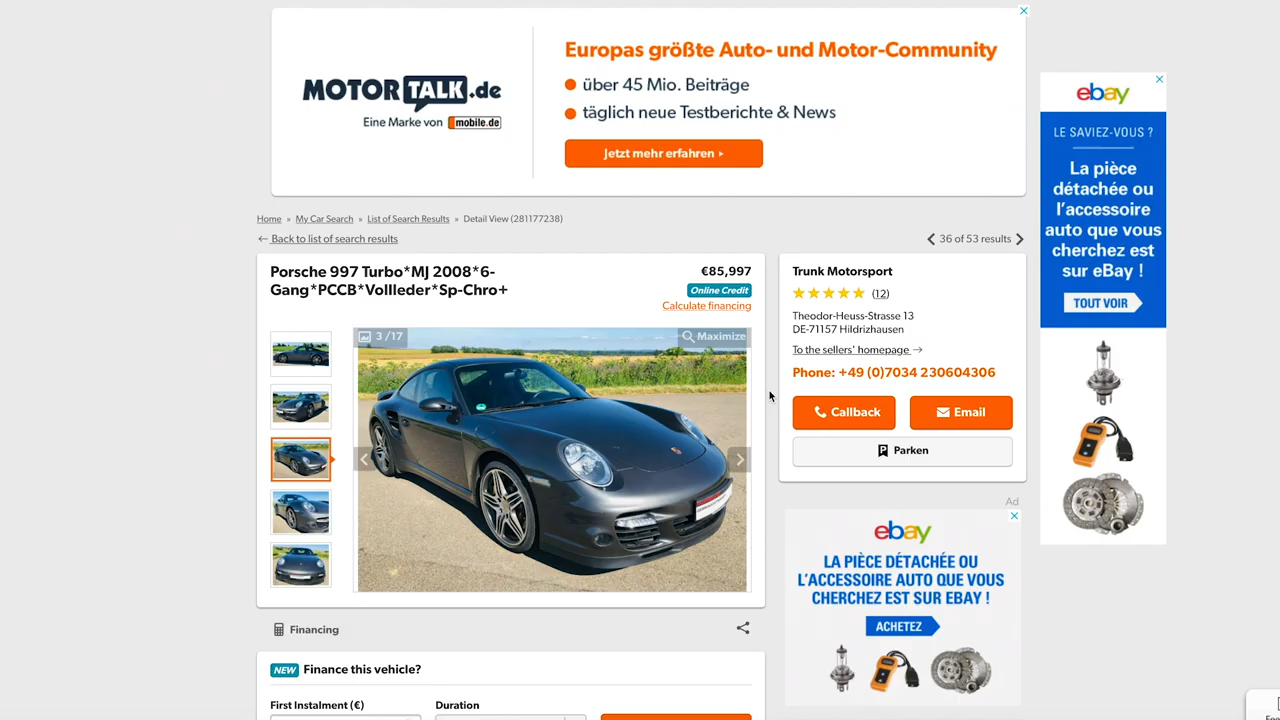 MOTORTALK.de
Eine Marke von mobile.de
Europas größte Auto- und Motor-Community
über 45 Mio. Beiträge
täglich neue Testberichte & News
Jetzt mehr erfahren
ebay
LE SAVIEZ-VOUS ?
La pièce
détachée ou
l'accessoire
auto que vous
cherchez est
sur eBay !
TOUT VOIR
Home » My Car Search » List of Search Results » Detail View (281177238)
← Back to list of search results
36 of 53 results
Porsche 997 Turbo*MJ 2008*6-
Gang*PCCB*Vollleder*Sp-Chro+
€85,997
Online Credit
Calculate financing
3 /17
Maximize
Trunk Motorsport
(12)
Theodor-Heuss-Strasse 13
DE-71157 Hildrizhausen
To the sellers' homepage →
Phone: +49 (0)7034 230604306
Callback
Email
P Parken
Ad
ebay
LA PIÈCE DÉTACHÉE OU
L'ACCESSOIRE AUTO QUE VOUS
CHERCHEZ EST SUR EBAY !
ACHETEZ
Financing
NEW Finance this vehicle?
First Instalment (€)
Duration